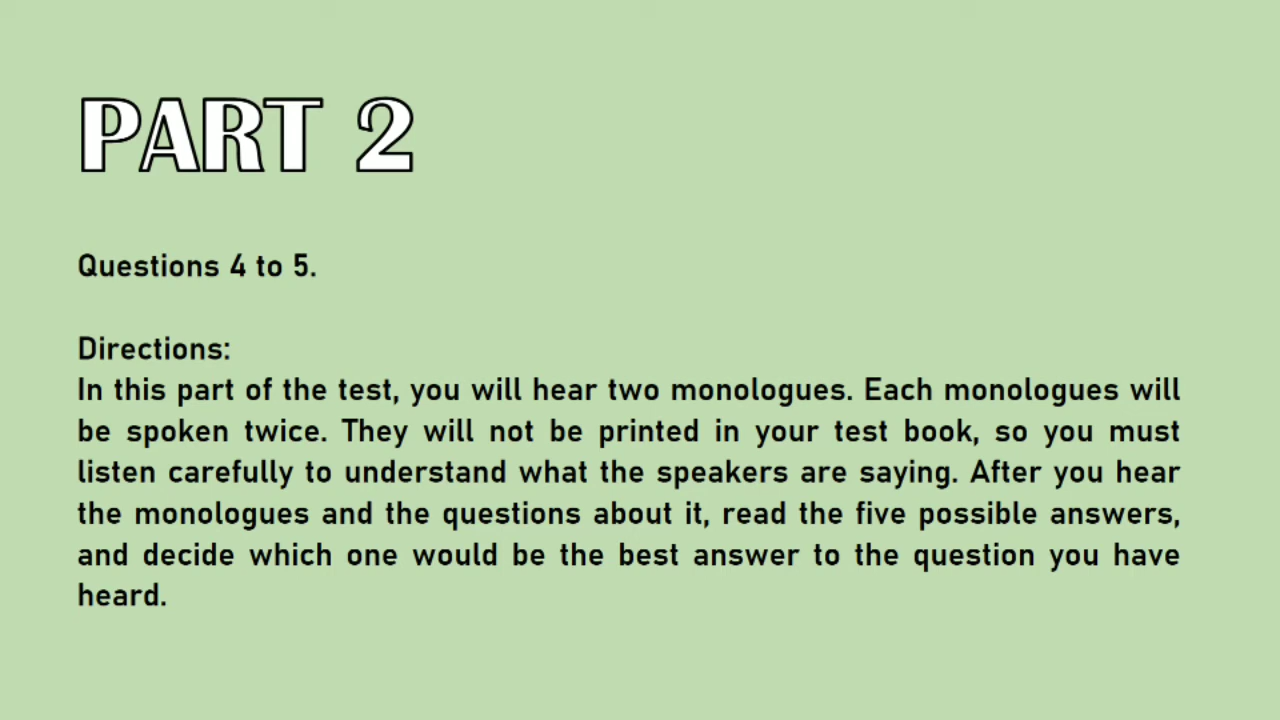 PART 2
Questions 4 to 5.
Directions:
In this part of the test, you will hear two monologues. Each monologues will
be spoken twice. They will not be printed in your test book, so you must
listen carefully to understand what the speakers are saying. After you hear
the monologues and the questions about it, read the five possible answers,
and decide which one would be the best answer to the question you have
heard.